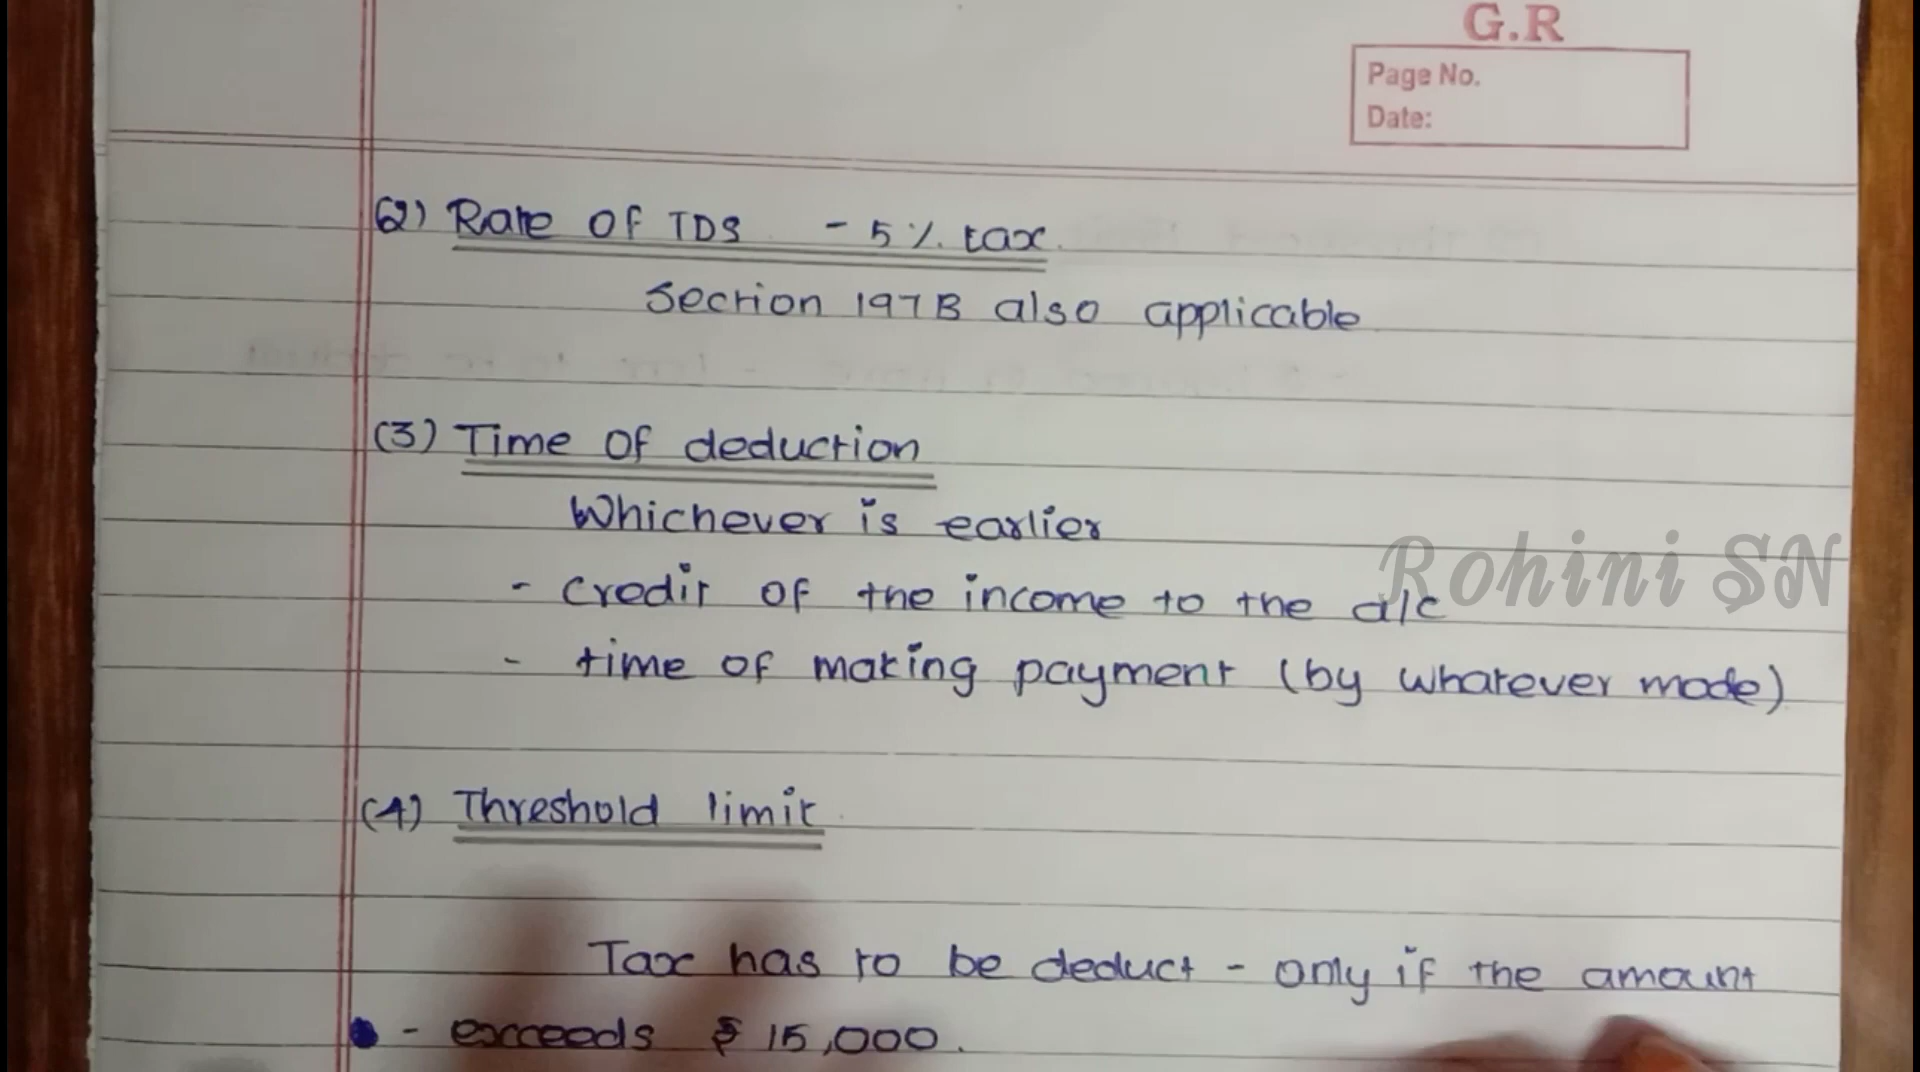 G.R
Page No.
Date:
(2) Rate of TDS - 5% tax.
Section 197B also applicable
(3) Time of deduction
Whichever is earlier
- credit of the income to the a/c
Rohini SN
- time of making payment (by whatever mode)
(4) Threshold limit
Tax has to be deduct - only if the amount
- exceeds ₹ 15,000.